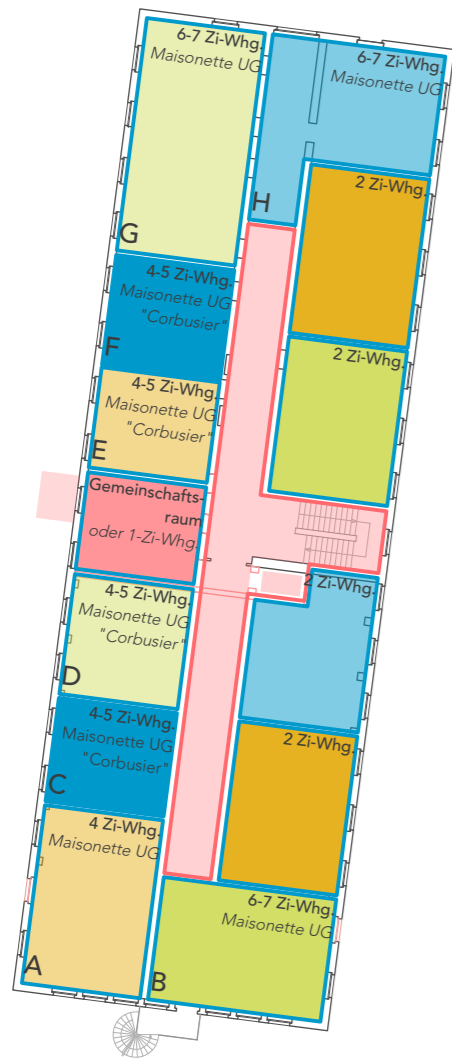 6-7 Zi-Whg.
Maisonette UG
G
6-7 Zi-Whg.
Maisonette UG
H
2 Zi-Whg.
4-5 Zi-Whg.
Maisonette UG
"Corbusier"
F
2 Zi-Whg.
4-5 Zi-Whg.
Maisonette UG
"Corbusier"
E
Gemeinschafts-
raum
oder 1-Zi-Whg.
2 Zi-Whg.
4-5 Zi-Whg.
Maisonette UG
"Corbusier"
D
4-5 Zi-Whg.
Maisonette UG
"Corbusier"
C
2 Zi-Whg.
4 Zi-Whg.
Maisonette UG
A
6-7 Zi-Whg.
Maisonette UG
B